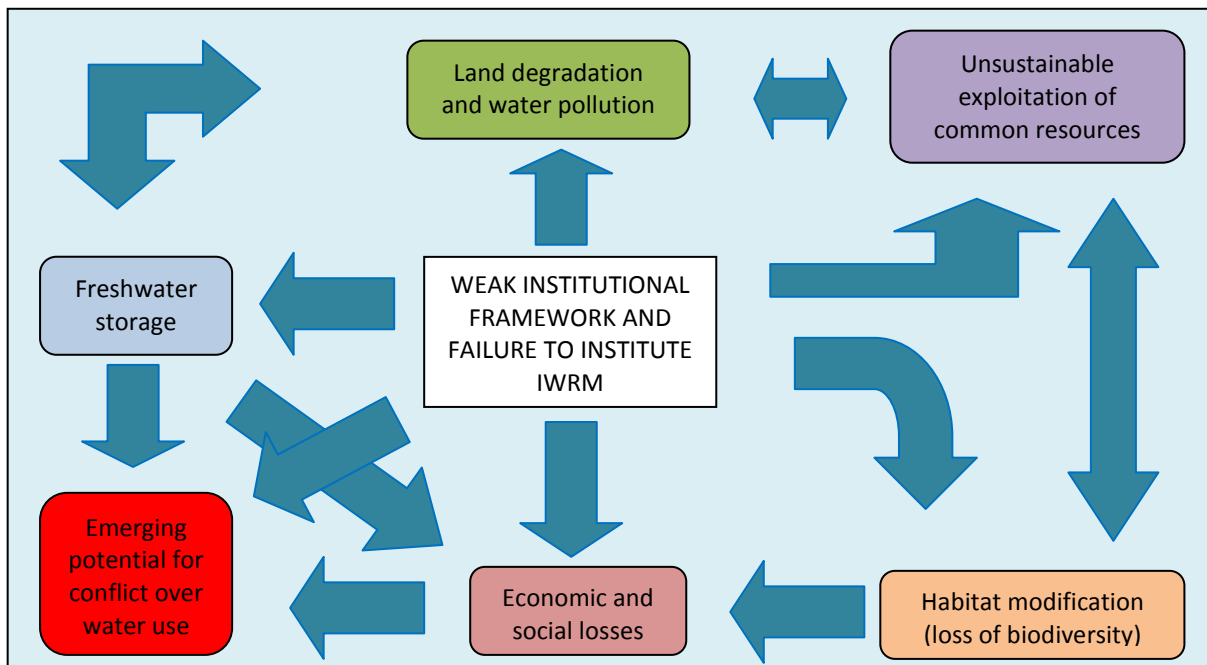 Land degradation
and water pollution
Unsustainable
exploitation of
common resources
Freshwater
storage
WEAK INSTITUTIONAL
FRAMEWORK AND
FAILURE TO INSTITUTE
IWRM
Emerging
potential for
conflict over
water use
Economic and
social losses
Habitat modification
(loss of biodiversity)